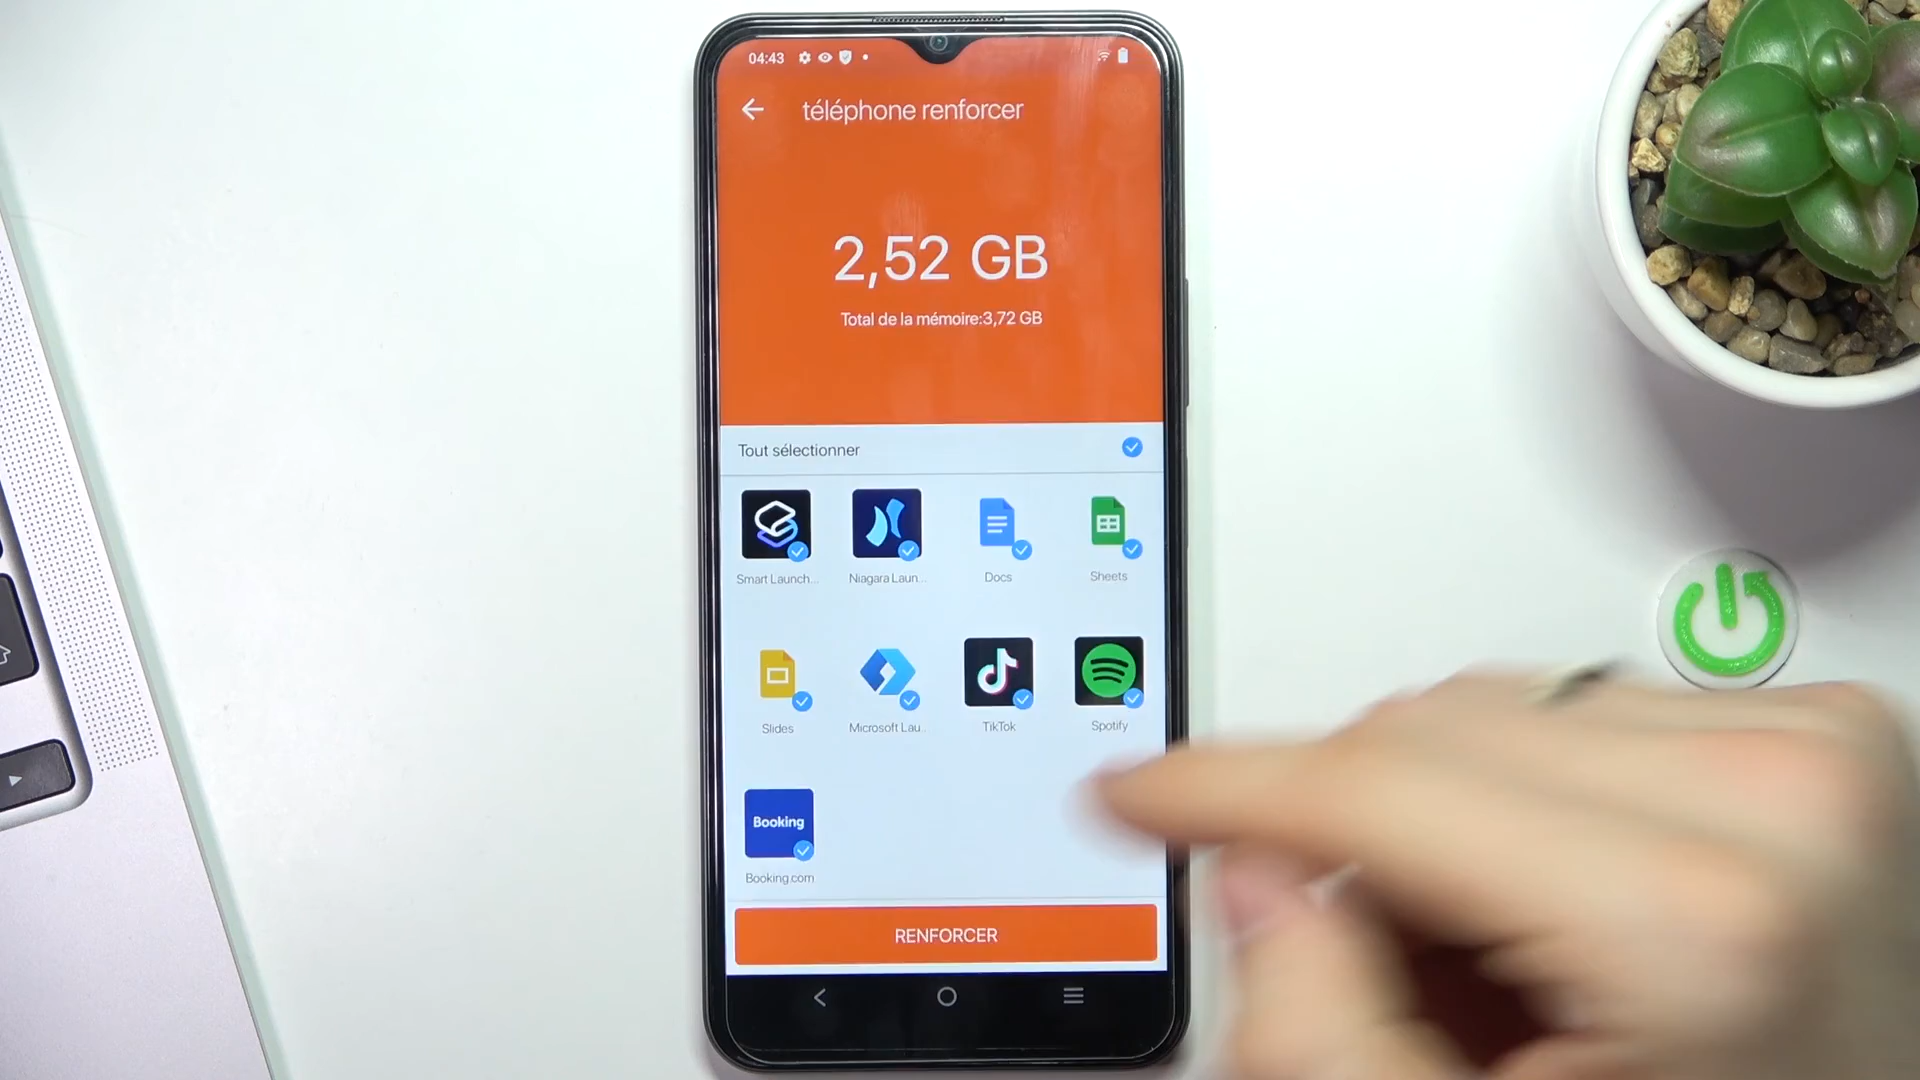 04:43
téléphone renforcer
2,52 GB
Total de la mémoire:3,72 GB
Tout sélectionner
Smart Launch...
Niagara Laun...
Docs
Sheets
Slides
Microsoft Lau..
TikTok
Spotify
Booking
Booking.com
RENFORCER